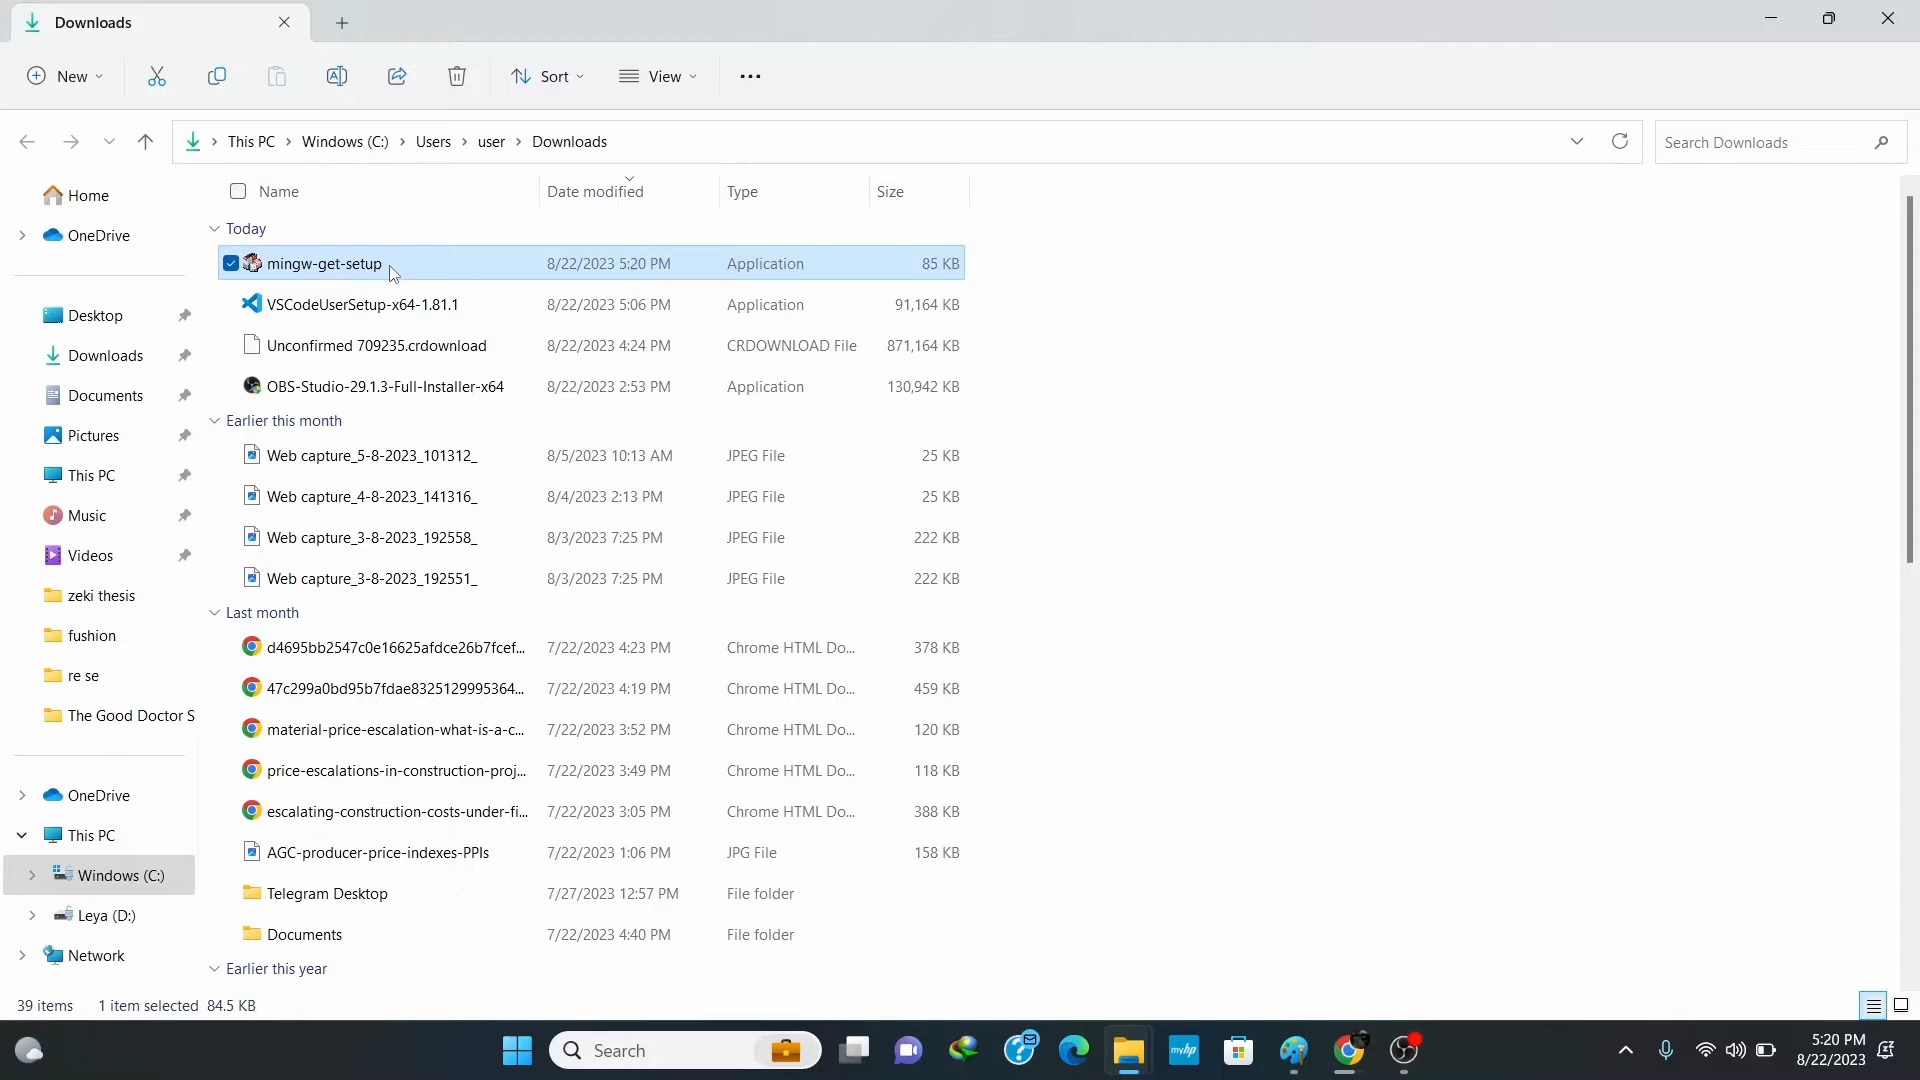 Downloads
New
Sort
View
This PC > Windows (C:) > Users > user > Downloads
Search Downloads
Home
OneDrive
Desktop
Downloads
Documents
Pictures
This PC
Music
Videos
zeki thesis
fushion
re se
The Good Doctor S
OneDrive
This PC
Windows (C:)
Leya (D:)
Network
Name Date modified Type Size
Today
mingw-get-setup 8/22/2023 5:20 PM Application 85 KB
VSCodeUserSetup-x64-1.81.1 8/22/2023 5:06 PM Application 91,164 KB
Unconfirmed 709235.crdownload 8/22/2023 4:24 PM CRDOWNLOAD File 871,164 KB
OBS-Studio-29.1.3-Full-Installer-x64 8/22/2023 2:53 PM Application 130,942 KB
Earlier this month
Web capture_5-8-2023_101312_ 8/5/2023 10:13 AM JPEG File 25 KB
Web capture_4-8-2023_141316_ 8/4/2023 2:13 PM JPEG File 25 KB
Web capture_3-8-2023_192558_ 8/3/2023 7:25 PM JPEG File 222 KB
Web capture_3-8-2023_192551_ 8/3/2023 7:25 PM JPEG File 222 KB
Last month
d4695bb2547c0e16625afdce26b7fcef... 7/22/2023 4:23 PM Chrome HTML Do... 378 KB
47c299a0bd95b7fdae8325129995364... 7/22/2023 4:19 PM Chrome HTML Do... 459 KB
material-price-escalation-what-is-a-c... 7/22/2023 3:52 PM Chrome HTML Do... 120 KB
price-escalations-in-construction-proj... 7/22/2023 3:49 PM Chrome HTML Do... 118 KB
escalating-construction-costs-under-fi... 7/22/2023 3:05 PM Chrome HTML Do... 388 KB
AGC-producer-price-indexes-PPIs 7/22/2023 1:06 PM JPG File 158 KB
Telegram Desktop 7/27/2023 12:57 PM File folder
Documents 7/22/2023 4:40 PM File folder
Earlier this year
39 items 1 item selected 84.5 KB
Search
myhp
5:20 PM
8/22/2023